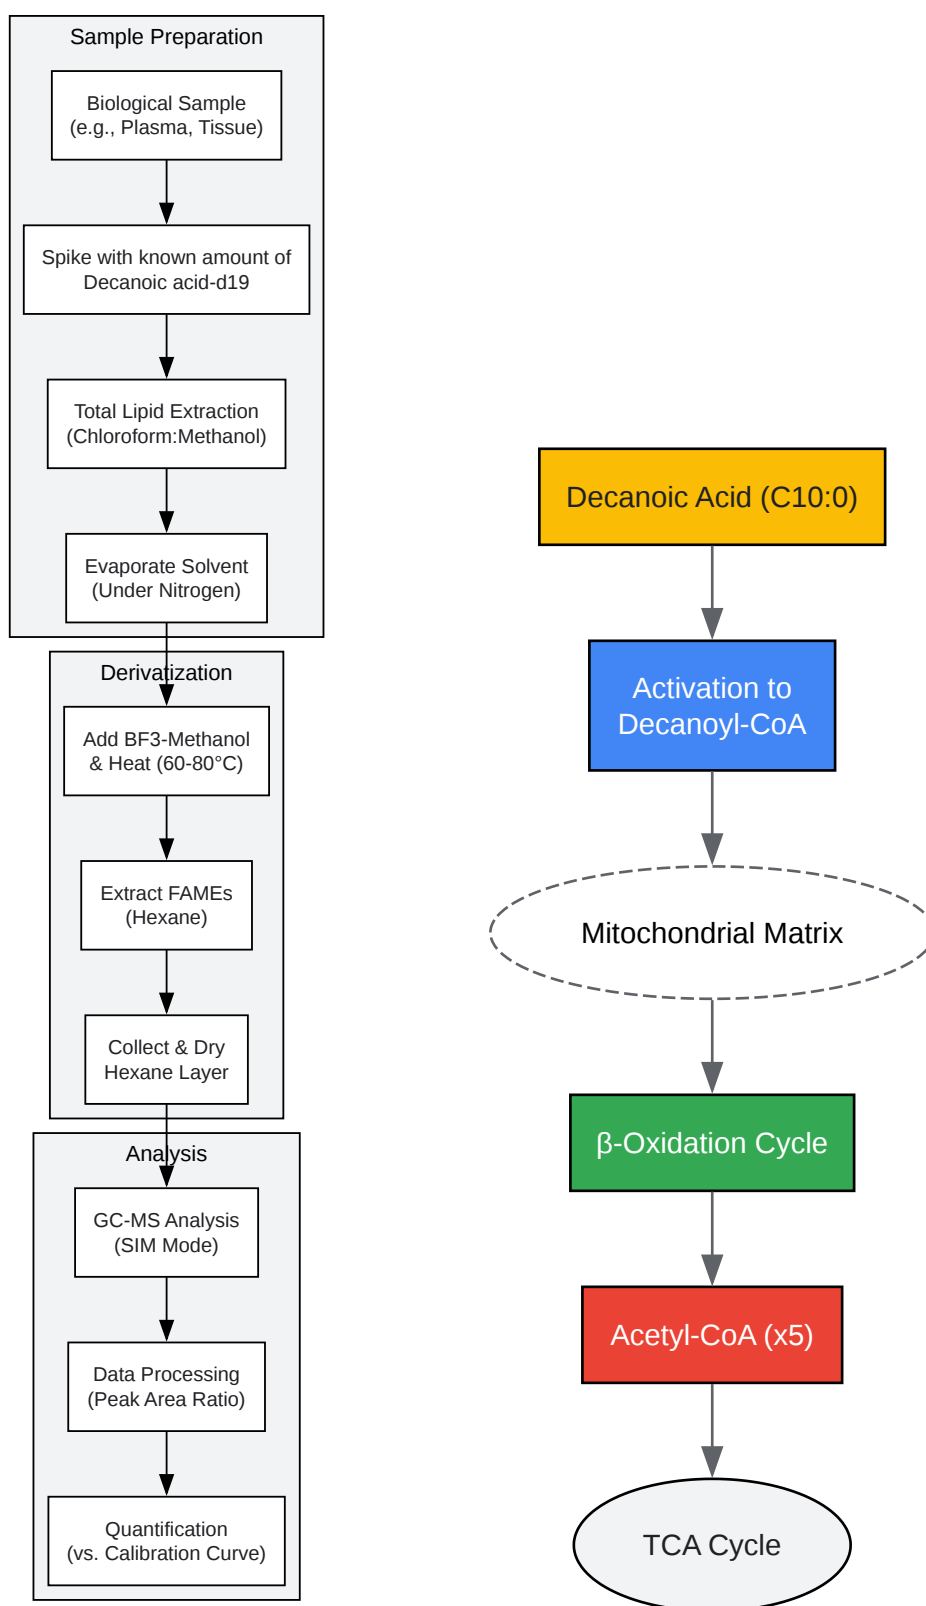 Sample Preparation
Biological Sample
(e.g., Plasma, Tissue)
Spike with known amount of
Decanoic acid-d19
Total Lipid Extraction
(Chloroform:Methanol)
Evaporate Solvent
(Under Nitrogen)
Derivatization
Add BF3-Methanol
& Heat (60-80°C)
Extract FAMEs
(Hexane)
Collect & Dry
Hexane Layer
Analysis
GC-MS Analysis
(SIM Mode)
Data Processing
(Peak Area Ratio)
Quantification
(vs. Calibration Curve)
Decanoic Acid (C10:0)
Activation to
Decanoyl-CoA
Mitochondrial Matrix
β-Oxidation Cycle
Acetyl-CoA (x5)
TCA Cycle